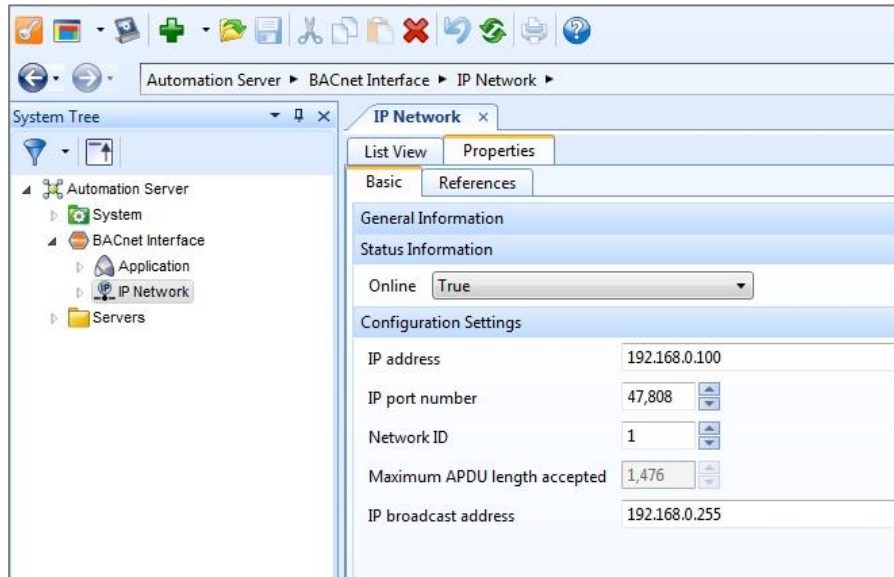 Automation Server ▸ BACnet Interface ▸ IP Network ▸
System Tree
Automation Server
System
BACnet Interface
Application
IP
IP Network
Servers
IP Network
List View Properties
Basic References
General Information
Status Information
Online True
Configuration Settings
IP address 192.168.0.100
IP port number 47,808
Network ID 1
Maximum APDU length accepted 1,476
IP broadcast address 192.168.0.255